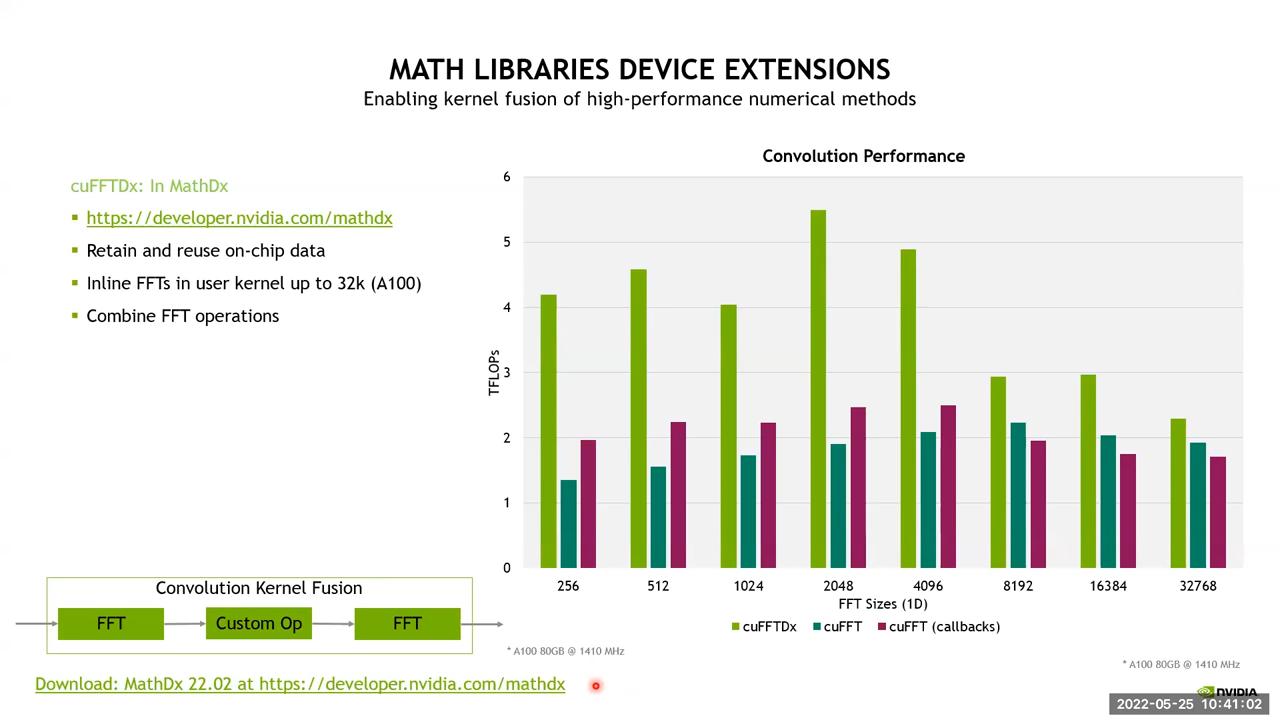 MATH LIBRARIES DEVICE EXTENSIONS
Enabling kernel fusion of high-performance numerical methods
cuFFTDx: In MathDx
https://developer.nvidia.com/mathdx
Retain and reuse on-chip data
Inline FFTs in user kernel up to 32k (A100)
Combine FFT operations
Convolution Kernel Fusion
FFT Custom Op FFT
Download: MathDx 22.02 at https://developer.nvidia.com/mathdx
Convolution Performance
6
5
4
3
2
1
0
TFLOPs
256 512 1024 2048 4096 8192 16384 32768
FFT Sizes (1D)
cuFFTDx cuFFT cuFFT (callbacks)
* A100 80GB @ 1410 MHz
* A100 80GB @ 1410 MHz
NVIDIA
2022-05-25 10:41:02